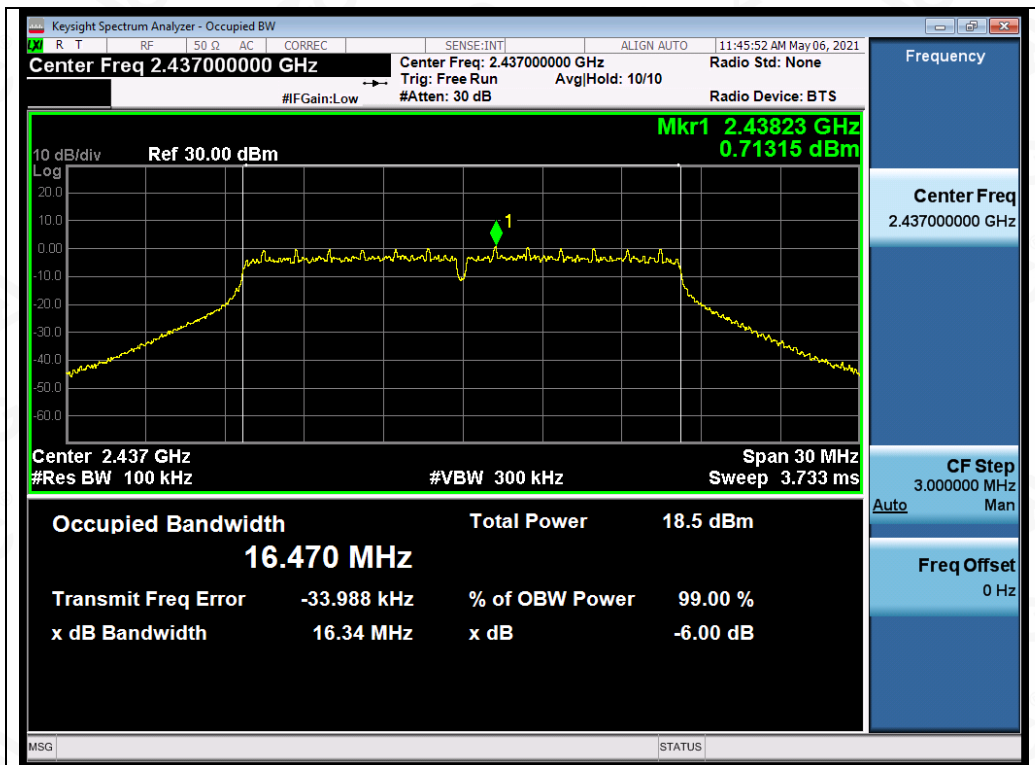 Keysight Spectrum Analyzer - Occupied BW
LXI R T RF 50 Ω AC CORREC SENSE:INT ALIGN AUTO 11:45:52 AM May 06, 2021
Center Freq 2.437000000 GHz
Center Freq: 2.437000000 GHz
Radio Std: None
Trig: Free Run Avg|Hold: 10/10
#IFGain:Low
#Atten: 30 dB
Radio Device: BTS
Frequency
Mkr1 2.43823 GHz
0.71315 dBm
10 dB/div Ref 30.00 dBm
Log
20.0
10.0
0.00
-10.0
-20.0
-30.0
-40.0
-50.0
-60.0
1
Center 2.437 GHz
Span 30 MHz
#Res BW 100 kHz
#VBW 300 kHz
Sweep 3.733 ms
Occupied Bandwidth
16.470 MHz
Total Power 18.5 dBm
Transmit Freq Error -33.988 kHz
% of OBW Power 99.00 %
x dB Bandwidth 16.34 MHz
x dB -6.00 dB
Center Freq
2.437000000 GHz
CF Step
3.000000 MHz
Auto Man
Freq Offset
0 Hz
MSG
STATUS